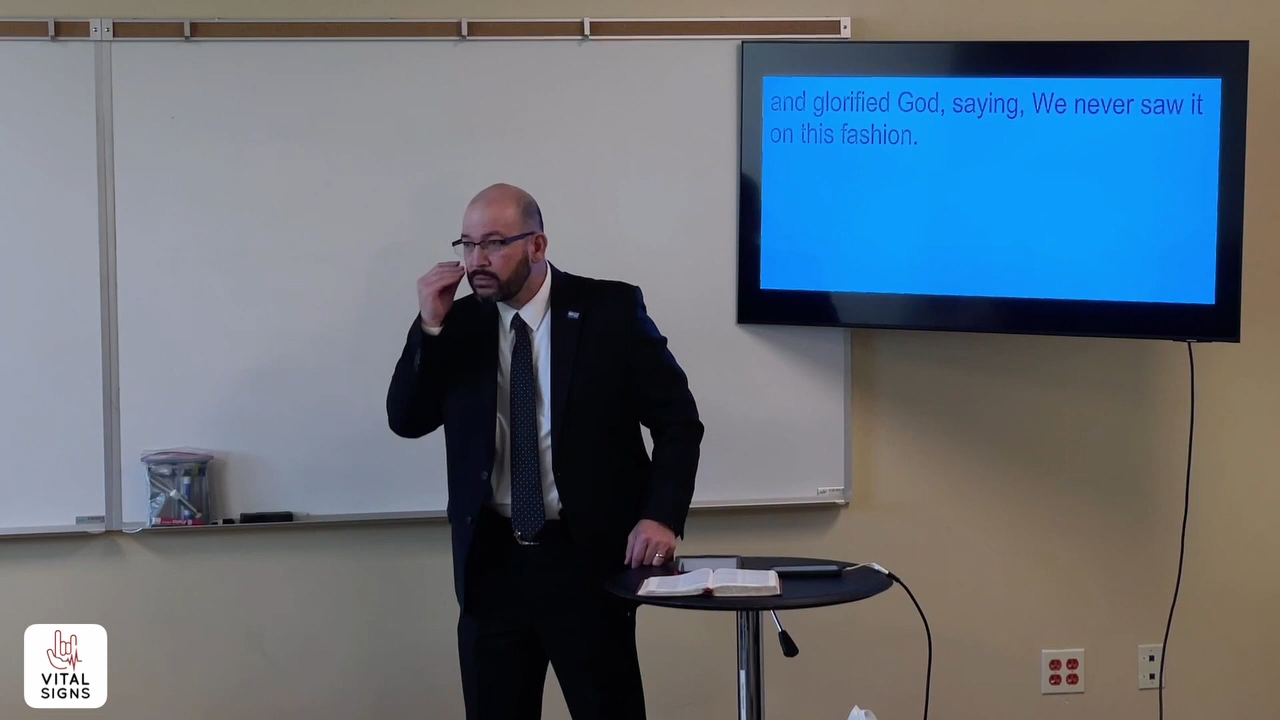 and glorified God, saying, We never saw it
on this fashion.
VITAL
SIGNS